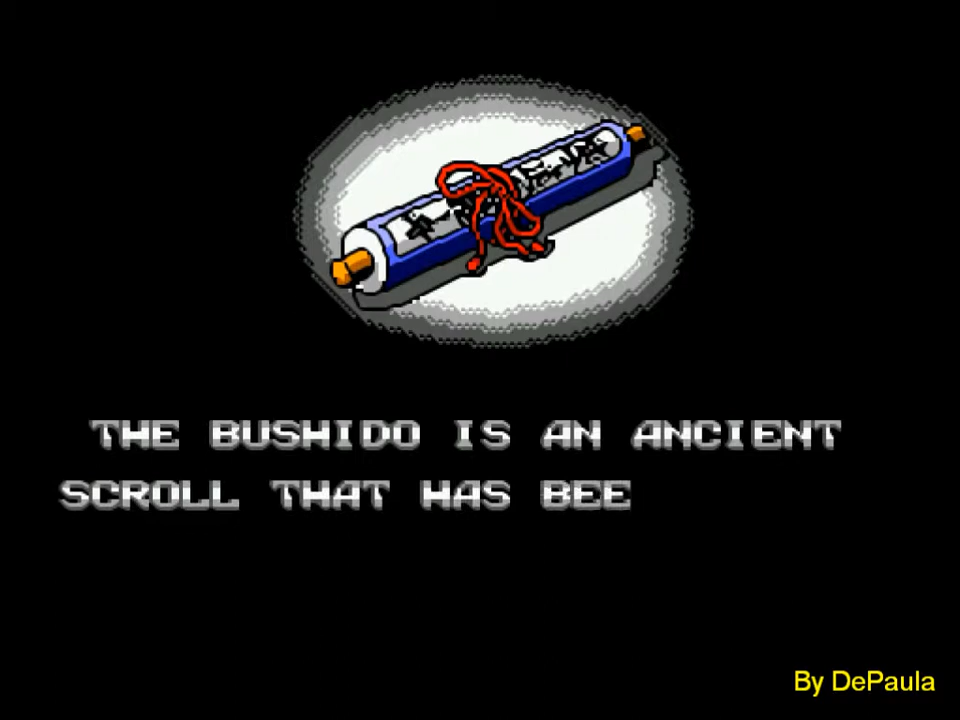 THE BUSHIDO IS AN ANCIENT
SCROLL THAT HAS BEE
By DePaula